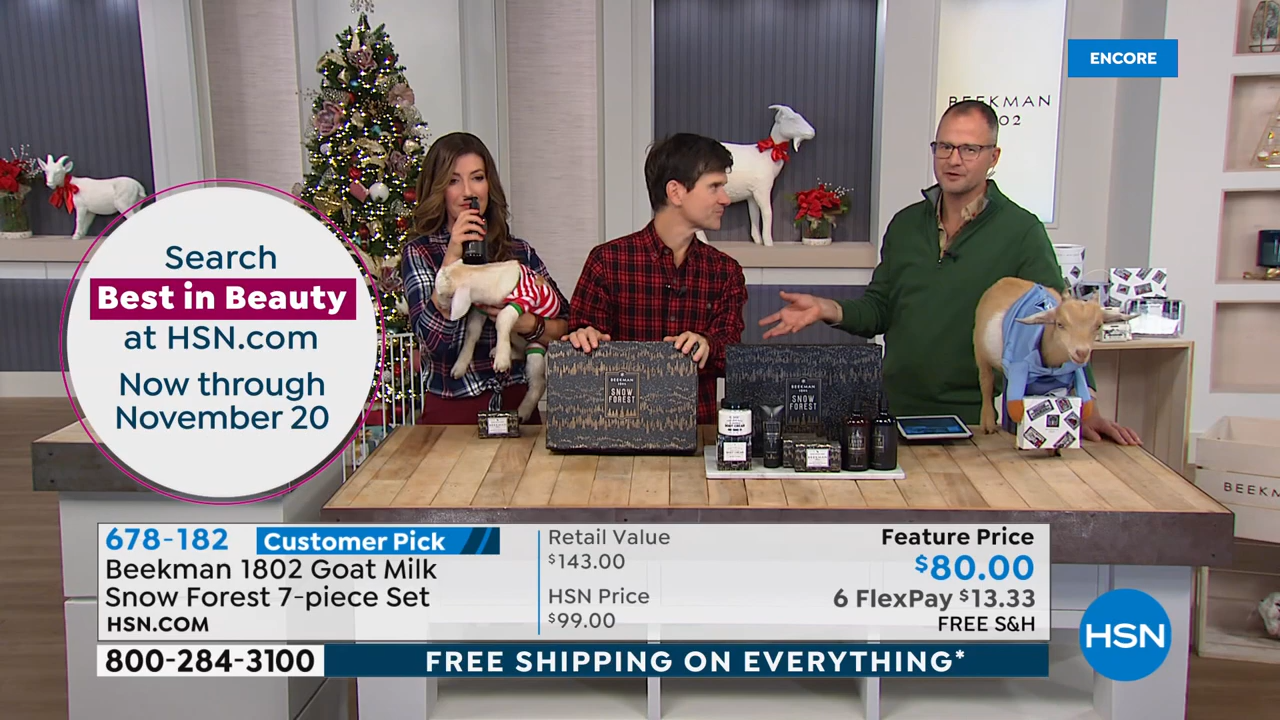 ENCORE
BEEKMAN
Search
Best in Beauty
at HSN.com
Now through
November 20
BEEKMAN
1802
SNOW
FOREST
BEEKMAN
1802
SNOW
FOREST
BEEKM
678-182 Customer Pick
Beekman 1802 Goat Milk
Snow Forest 7-piece Set
HSN.COM
Retail Value
$143.00
HSN Price
$99.00
Feature Price
$80.00
6 FlexPay $13.33
FREE S&H
800-284-3100
FREE SHIPPING ON EVERYTHING*
HSN